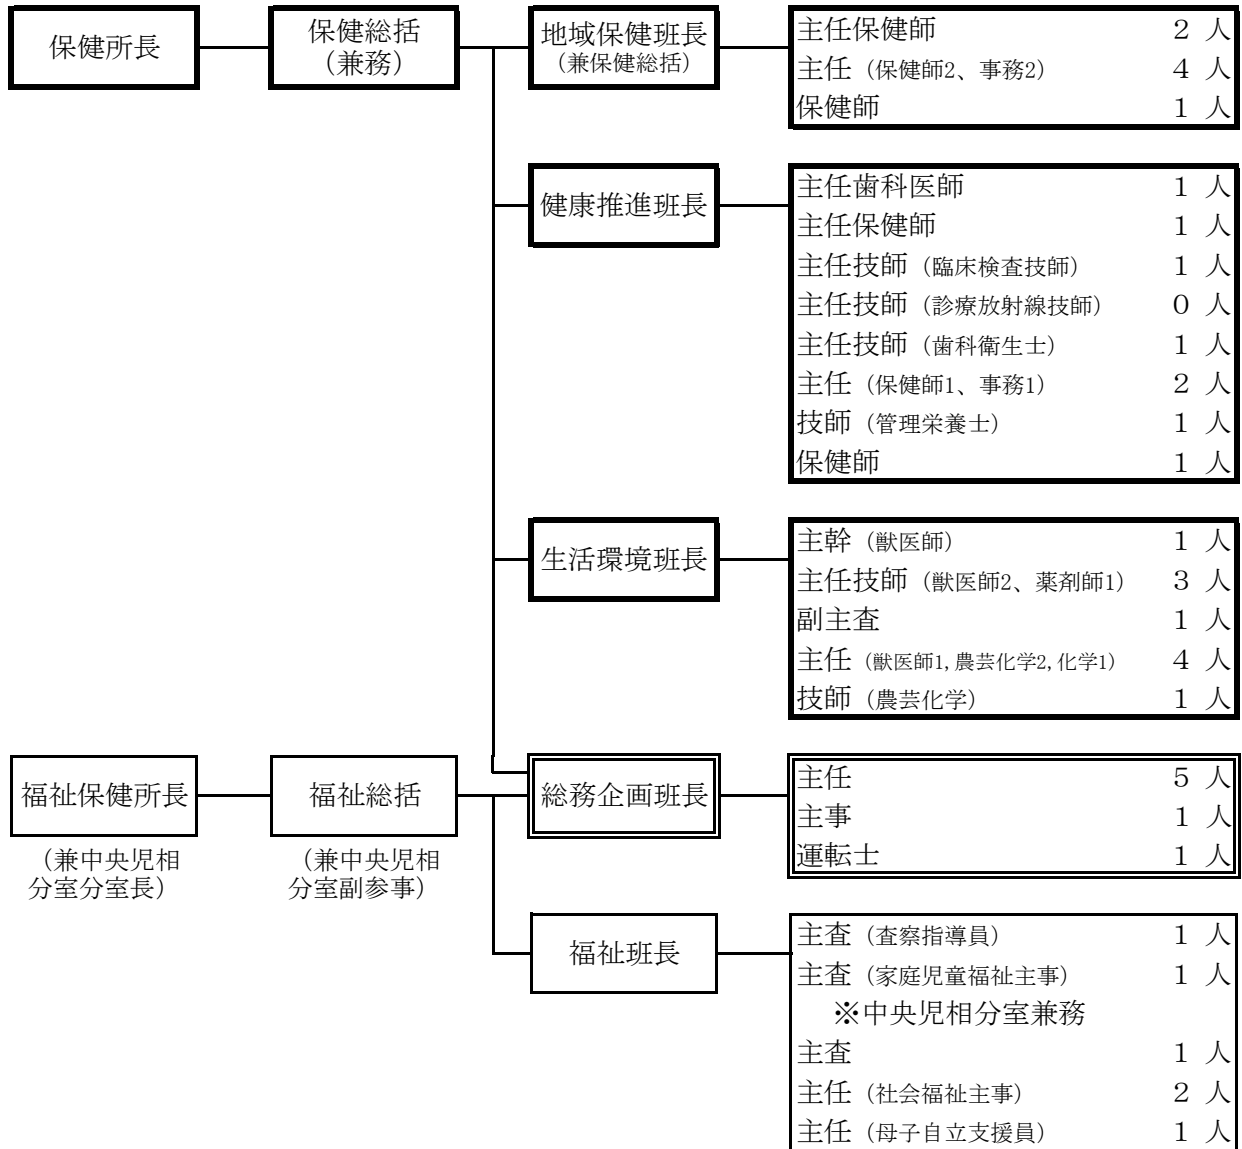 保健所長
保健総括
（兼務）
地域保健班長
（兼保健総括）
主任保健師 2 人
主任（保健師2、事務2） 4 人
保健師 1 人
健康推進班長
主任歯科医師 1 人
主任保健師 1 人
主任技師（臨床検査技師） 1 人
主任技師（診療放射線技師） 0 人
主任技師（歯科衛生士） 1 人
主任（保健師1、事務1） 2 人
技師（管理栄養士） 1 人
保健師 1 人
生活環境班長
主幹（獣医師） 1 人
主任技師（獣医師2、薬剤師1） 3 人
副主査 1 人
主任（獣医師1,農芸化学2,化学1） 4 人
技師（農芸化学） 1 人
福祉保健所長
（兼中央児相
分室分室長）
福祉総括
（兼中央児相
分室副参事）
総務企画班長
主任 5 人
主事 1 人
運転士 1 人
福祉班長
主査（査察指導員） 1 人
主査（家庭児童福祉主事） 1 人
※中央児相分室兼務
主査 1 人
主任（社会福祉主事） 2 人
主任（母子自立支援員） 1 人